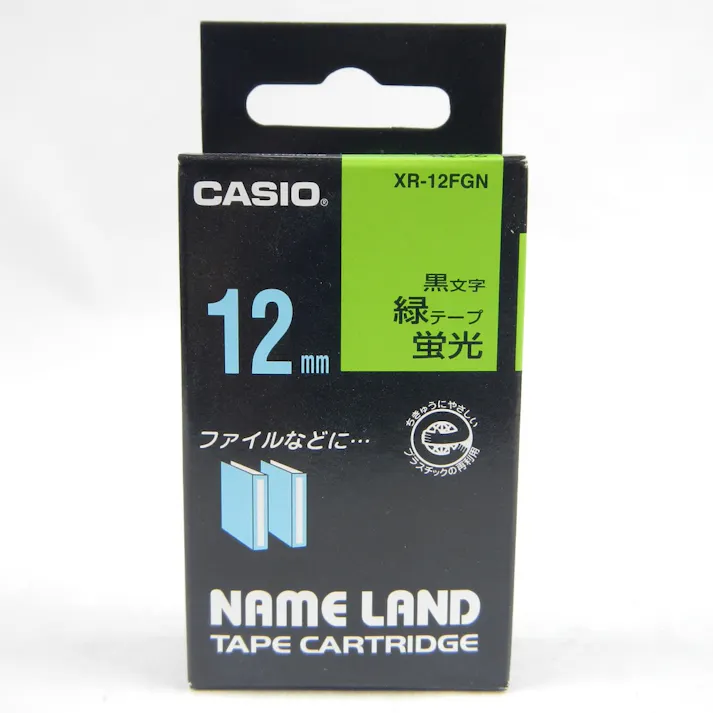 CASIO®
XR-12FGN
黒文字
緑テープ
蛍光
12mm
ファイルなどに…
ちきゅうにやさしい
プラスチックの再利用
NAME LAND
TAPE CARTRIDGE